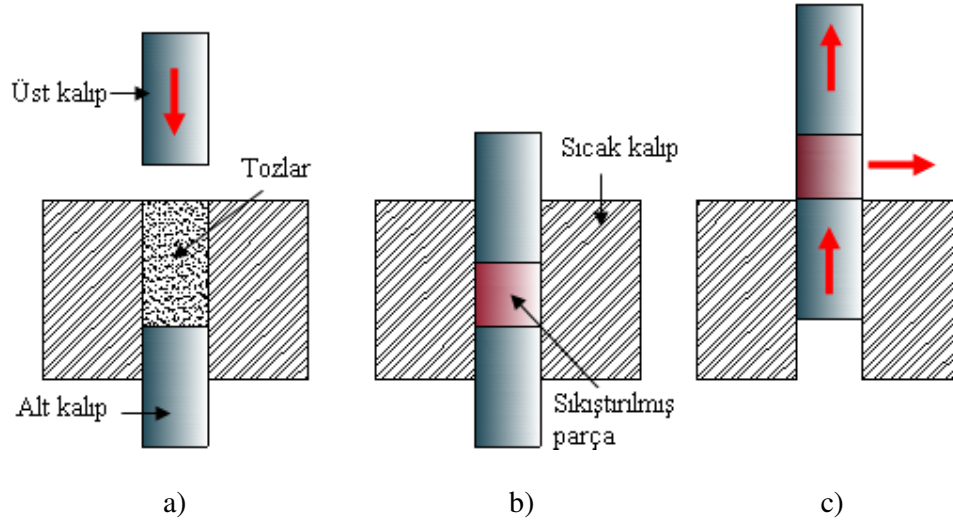 Üst kalıp
Tozlar
Alt kalıp
Sıcak kalıp
Sıkıştırılmış
parça
a)
b)
c)